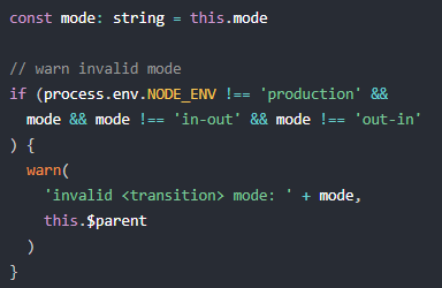 const mode: string = this.mode

// warn invalid mode
if (process.env.NODE_ENV !== 'production' &&
  mode && mode !== 'in-out' && mode !== 'out-in'
) {
  warn(
    'invalid <transition> mode: ' + mode,
    this.$parent
  )
}